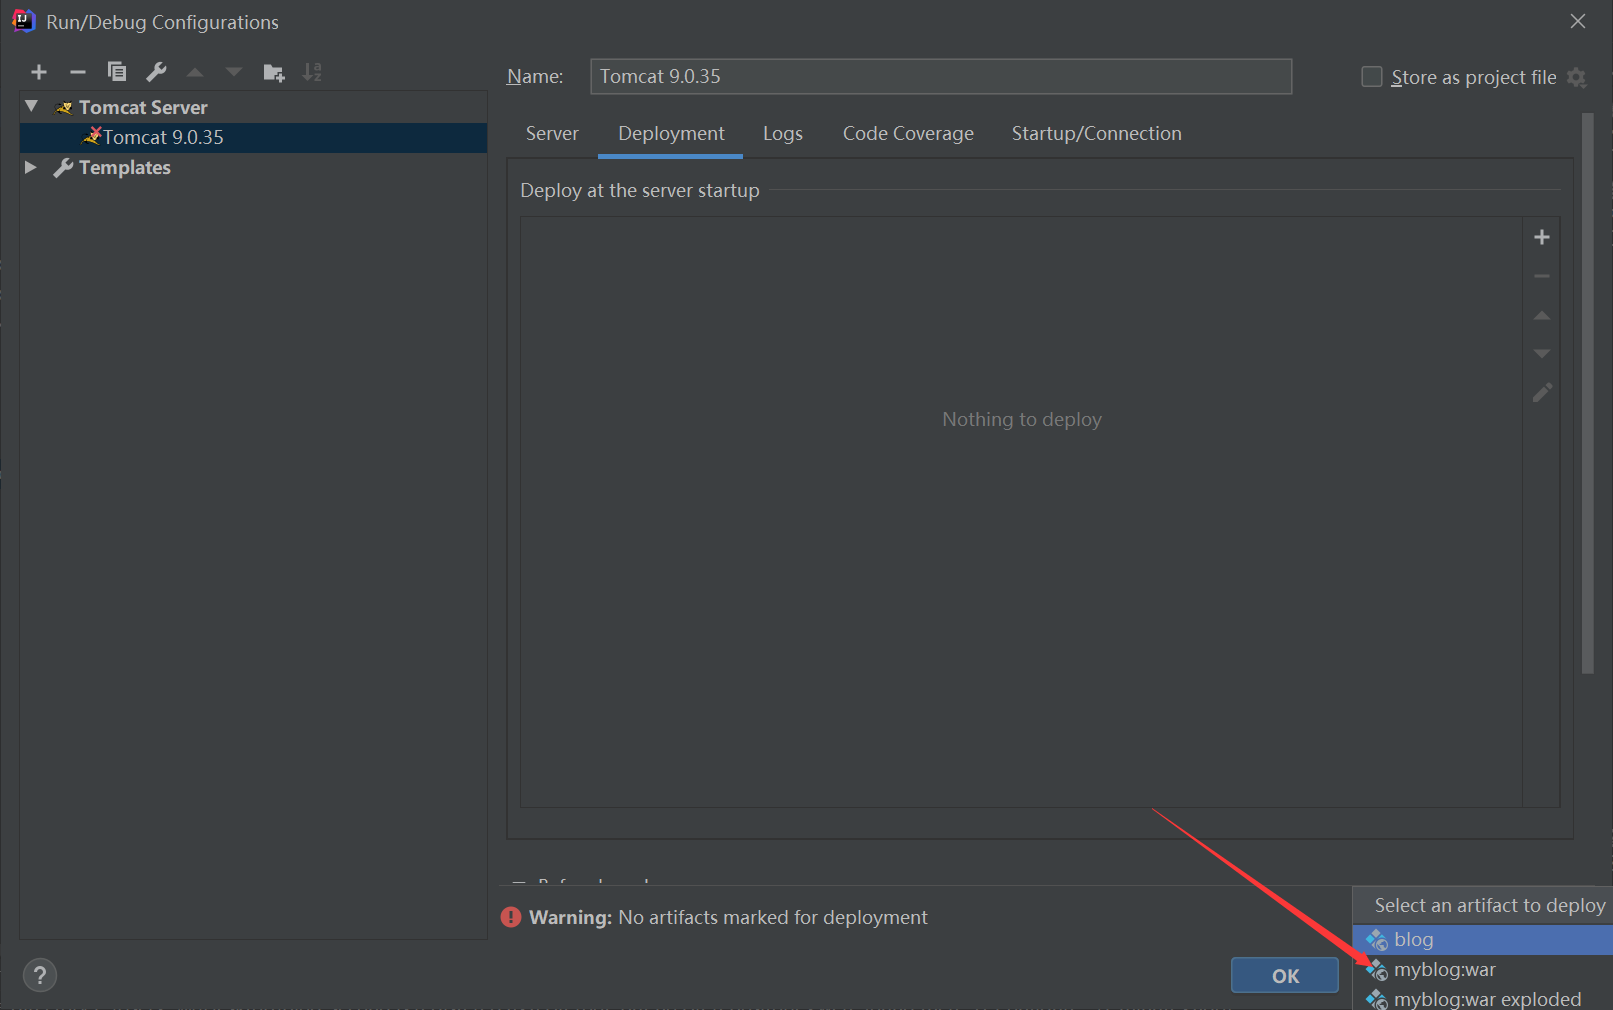 Run/Debug Configurations
Name: Tomcat 9.0.35
Store as project file
Tomcat Server
Tomcat 9.0.35
Templates
Server Deployment Logs Code Coverage Startup/Connection
Deploy at the server startup
Nothing to deploy
Warning: No artifacts marked for deployment
Select an artifact to deploy
blog
myblog:war
myblog:war exploded
?
OK